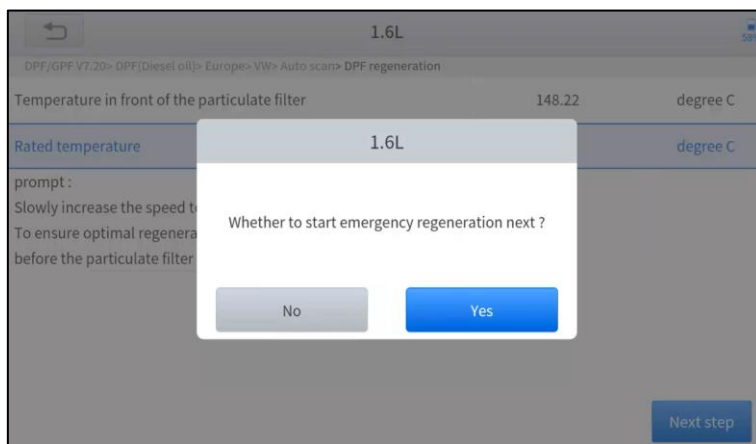 1.6L
58%
DPF/GPF V7.20> DPF(Diesel oil)> Europe> VW> Auto scan> DPF regeneration
Temperature in front of the particulate filter 148.22 degree C
Rated temperature degree C
prompt :
Slowly increase the speed
To ensure optimal
before the particulate filter
1.6L
Whether to start emergency regeneration next ?
No
Yes
Next step